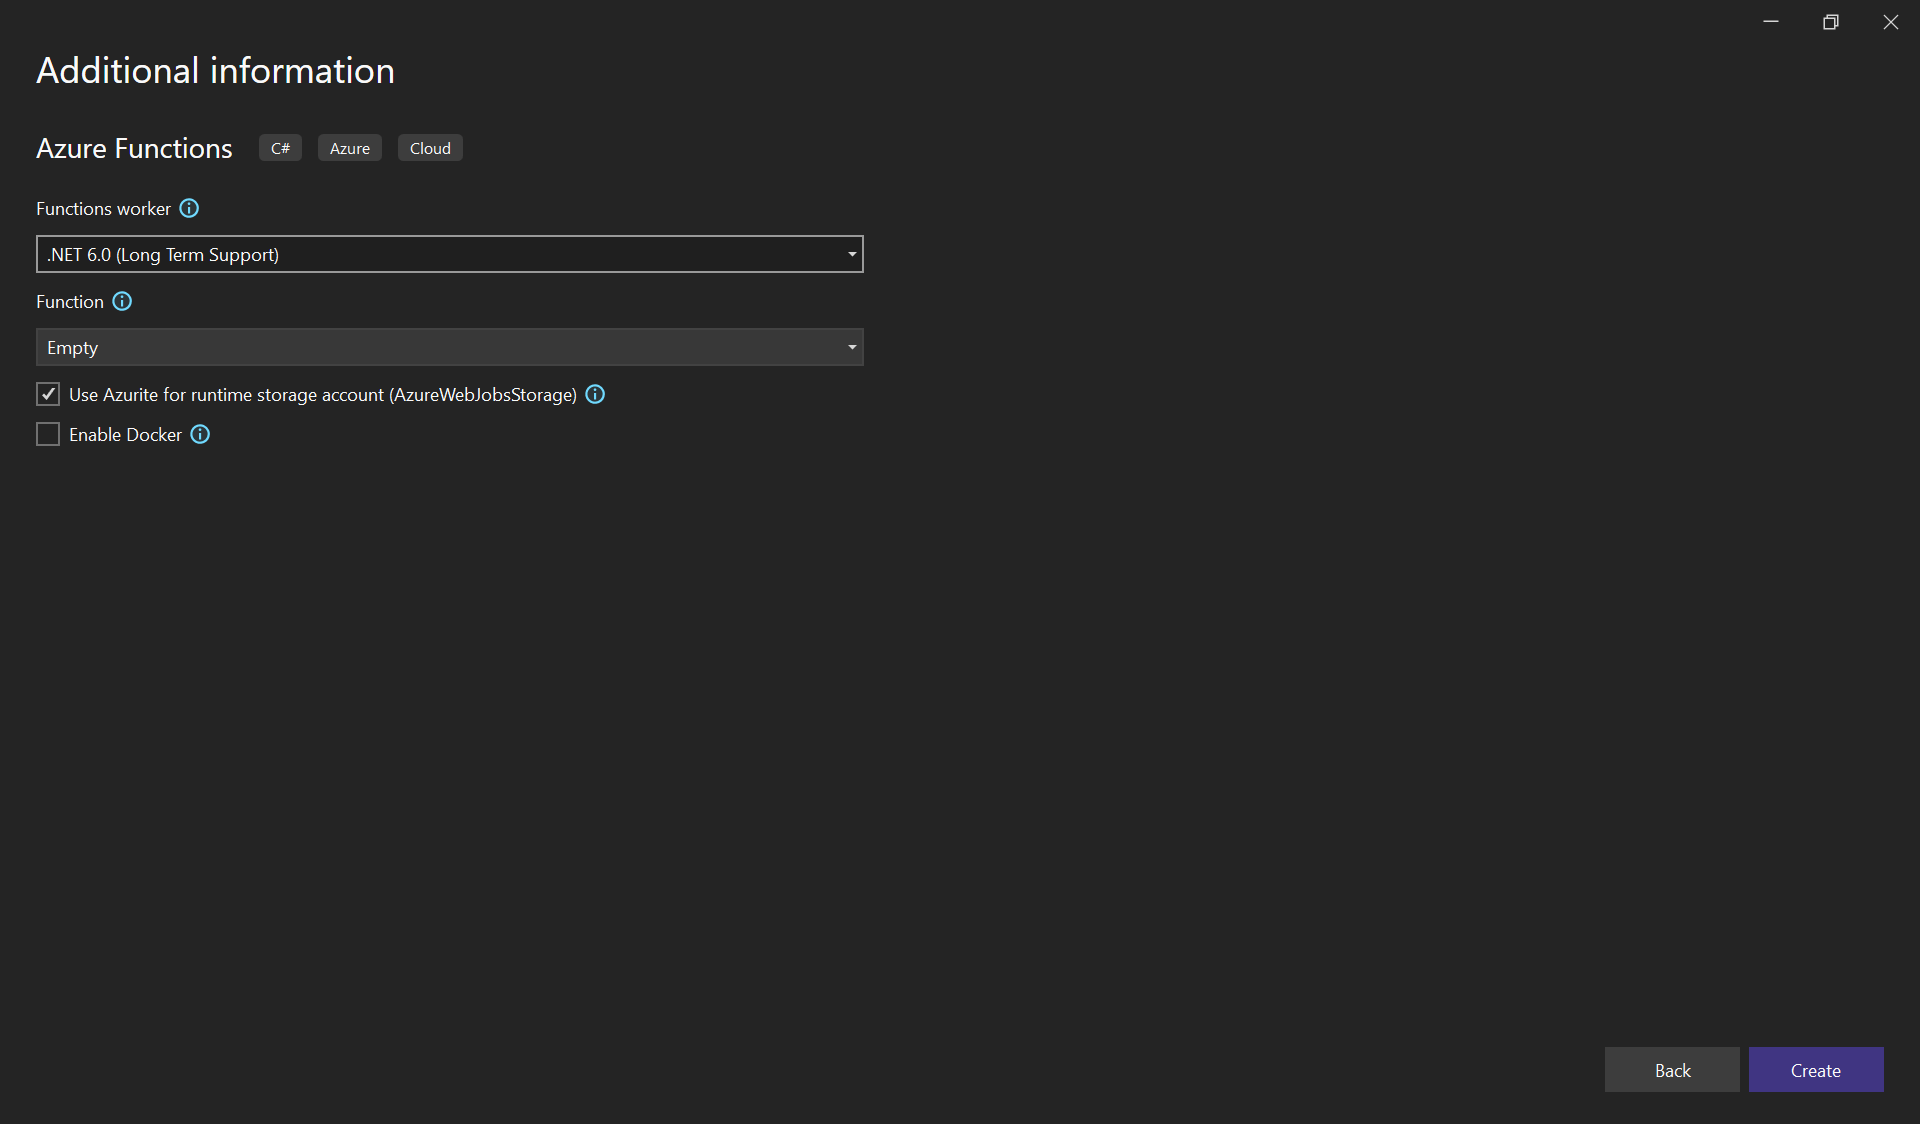 Additional information
Azure Functions C# Azure Cloud
Functions worker
.NET 6.0 (Long Term Support)
Function
Empty
Use Azurite for runtime storage account (AzureWebJobsStorage)
Enable Docker
Back Create